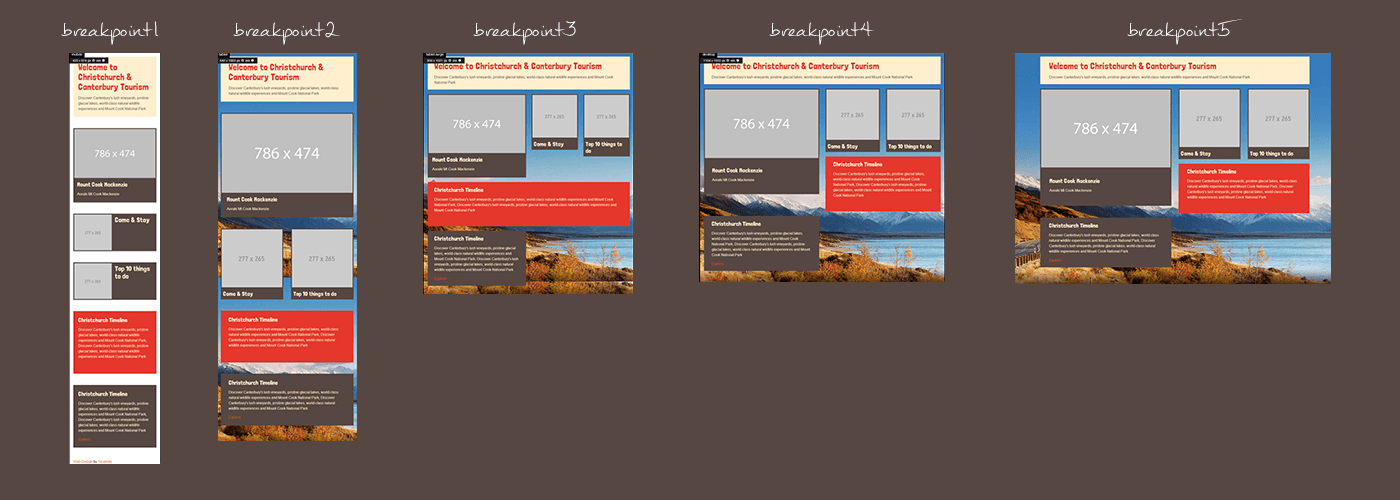 breakpoint1
breakpoint2
breakpoint3
breakpoint4
breakpoint5
Welcome to
Christchurch &
Canterbury Tourism
Discover Canterbury's lush vineyards, pristine
glacial lakes, world-class natural wildlife
experiences and Mount Cook National Park
786 x 474
Rount Cook Rockenzie
Aoraki Mt Cook Mackenzie
277 x 265
Come & Stay
277 x 265
Top 10 things
to do
Christchurch Timeline
Discover Canterbury's lush vineyards, pristine
glacial lakes, world-class natural wildlife
experiences and Mount Cook National Park,
Discover Canterbury's lush vineyards, pristine
glacial lakes, world-class natural wildlife
experiences and Mount Cook National Park
Christchurch Timeline
Discover Canterbury's lush vineyards, pristine
glacial lakes, world-class natural wildlife
experiences and Mount Cook National Park,
Discover Canterbury's lush vineyards, pristine
glacial lakes, world-class natural wildlife
experiences and Mount Cook National Park
Explore
Welcome to Christchurch &
Canterbury Tourism
Discover Canterbury's lush vineyards, pristine glacial lakes, world-class natural
wildlife experiences and Mount Cook National Park
786 x 474
Rount Cook Rockenzie
Aoraki Mt Cook Mackenzie
277 x 265
277 x 265
Come & Stay
Top 10 things to do
Christchurch Timeline
Discover Canterbury's lush vineyards, pristine glacial lakes, world-class
natural wildlife experiences and Mount Cook National Park, Discover
Canterbury's lush vineyards, pristine glacial lakes, world-class natural
wildlife experiences and Mount Cook National Park
Christchurch Timeline
Discover Canterbury's lush vineyards, pristine glacial lakes, world-class
natural wildlife experiences and Mount Cook National Park, Discover
Canterbury's lush vineyards, pristine glacial lakes, world-class natural
wildlife experiences and Mount Cook National Park
Explore
Welcome to Christchurch & Canterbury Tourism
Discover Canterbury's lush vineyards, pristine glacial lakes, world-class natural wildlife experiences and Mount Cook
National Park
786 x 474
277 x 265
277 x 265
Come & Stay
Top 10 things to
do
Rount Cook Rockenzie
Aoraki Mt Cook Mackenzie
Christchurch Timeline
Discover Canterbury's lush vineyards, pristine glacial lakes, world-class natural wildlife experiences and Mount Cook
National Park, Discover Canterbury's lush vineyards, pristine glacial lakes, world-class natural wildlife experiences and
Mount Cook National Park
Christchurch Timeline
Discover Canterbury's lush vineyards, pristine glacial
lakes, world-class natural wildlife experiences and
Mount Cook National Park, Discover Canterbury's lush
vineyards, pristine glacial lakes, world-class natural
wildlife experiences and Mount Cook National Park
Explore
Welcome to Christchurch & Canterbury Tourism
Discover Canterbury's lush vineyards, pristine glacial lakes, world-class natural wildlife experiences and Mount Cook National Park
786 x 474
277 x 265
277 x 265
Come & Stay
Top 10 things to do
Rount Cook Rockenzie
Aoraki Mt Cook Mackenzie
Christchurch Timeline
Discover Canterbury's lush vineyards, pristine glacial lakes,
world-class natural wildlife experiences and Mount Cook
National Park, Discover Canterbury's lush vineyards, pristine
glacial lakes, world-class natural wildlife experiences and Mount
Cook National Park
Christchurch Timeline
Discover Canterbury's lush vineyards, pristine glacial lakes,
world-class natural wildlife experiences and Mount Cook
National Park, Discover Canterbury's lush vineyards, pristine
glacial lakes, world-class natural wildlife experiences and Mount
Cook National Park
Explore
Welcome to Christchurch & Canterbury Tourism
Discover Canterbury's lush vineyards, pristine glacial lakes, world-class natural wildlife experiences and Mount Cook National Park
786 x 474
277 x 265
277 x 265
Come & Stay
Top 10 things to do
Rount Cook Rockenzie
Aoraki Mt Cook Mackenzie
Christchurch Timeline
Discover Canterbury's lush vineyards, pristine glacial lakes, world-class
natural wildlife experiences and Mount Cook National Park, Discover
Canterbury's lush vineyards, pristine glacial lakes, world-class natural
wildlife experiences and Mount Cook National Park
Christchurch Timeline
Discover Canterbury's lush vineyards, pristine glacial lakes, world-class
natural wildlife experiences and Mount Cook National Park, Discover
Canterbury's lush vineyards, pristine glacial lakes, world-class natural
wildlife experiences and Mount Cook National Park
Explore